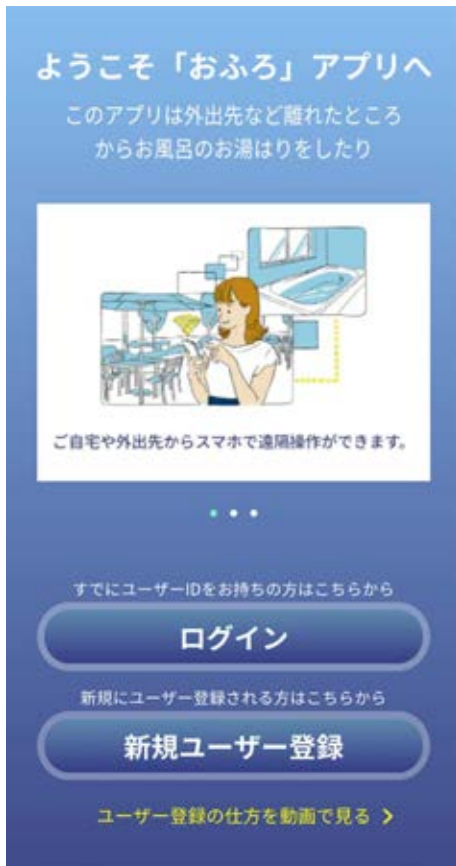 ようこそ「おふろ」アプリへ
このアプリは外出先など離れたところ
からお風呂のお湯はりをしたり
ご自宅や外出先からスマホで遠隔操作ができます。
すでにユーザーIDをお持ちの方はこちらから
ログイン
新規にユーザー登録される方はこちらから
新規ユーザー登録
ユーザー登録の仕方を動画で見る